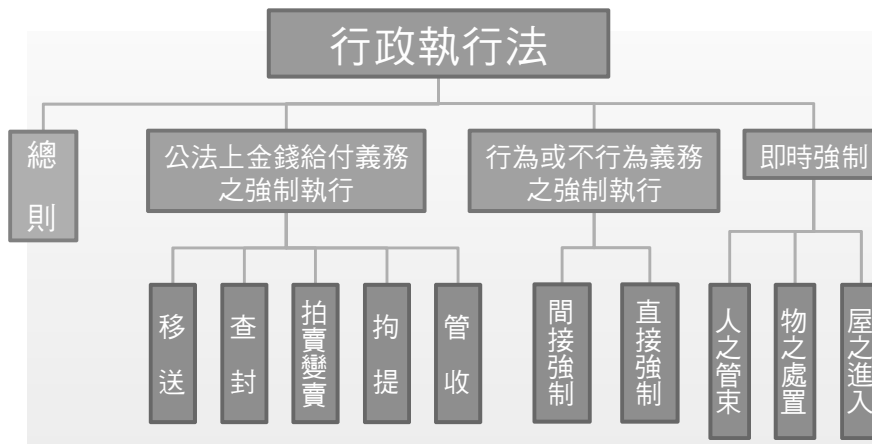 行政執行法
總則
公法上金錢給付義務
之強制執行
行為或不行為義務
之強制執行
即時強制
移送
查封
拍賣變賣
拘提
管收
間接強制
直接強制
人之管束
物之處置
屋之進入